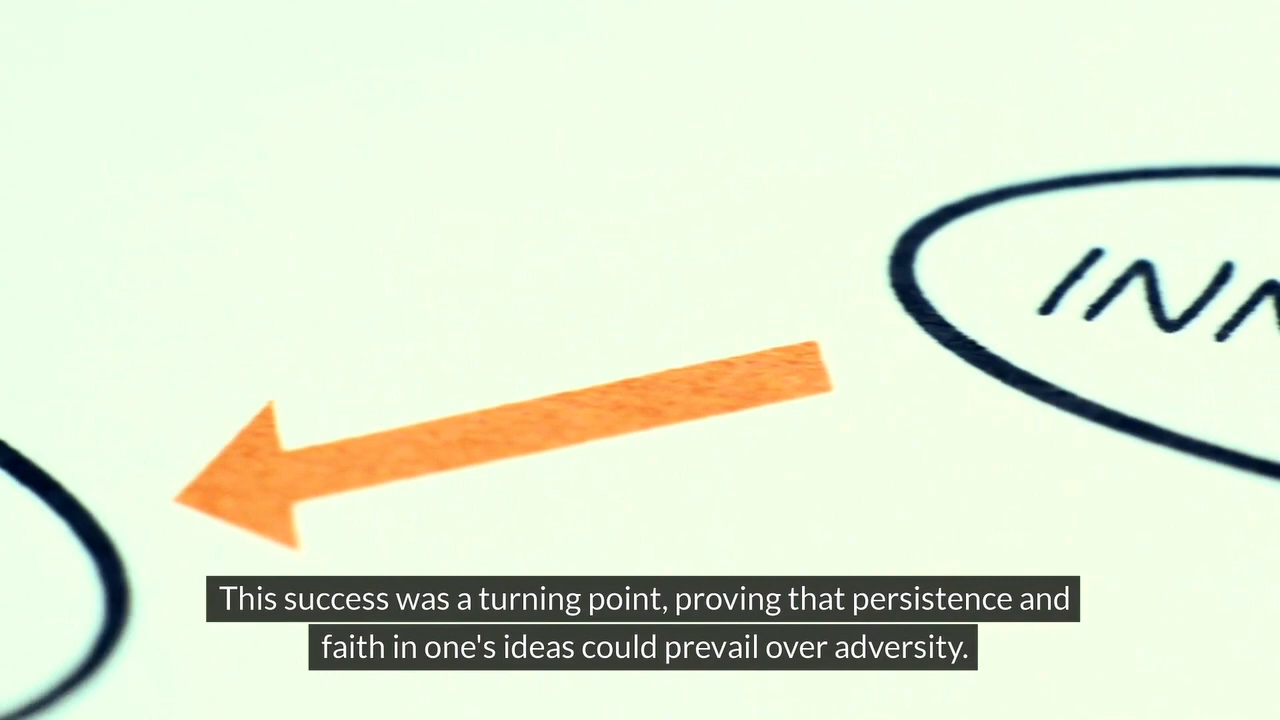 INN
This success was a turning point, proving that persistence and
faith in one's ideas could prevail over adversity.